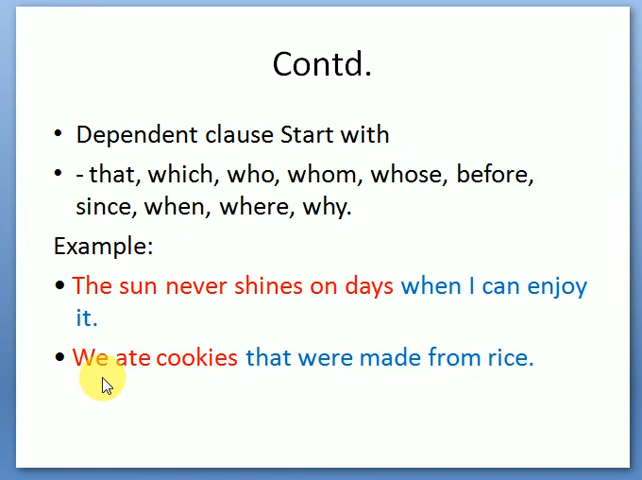 Contd.
• Dependent clause Start with
• - that, which, who, whom, whose, before,
since, when, where, why.
Example:
• The sun never shines on days when I can enjoy
it.
• We ate cookies that were made from rice.